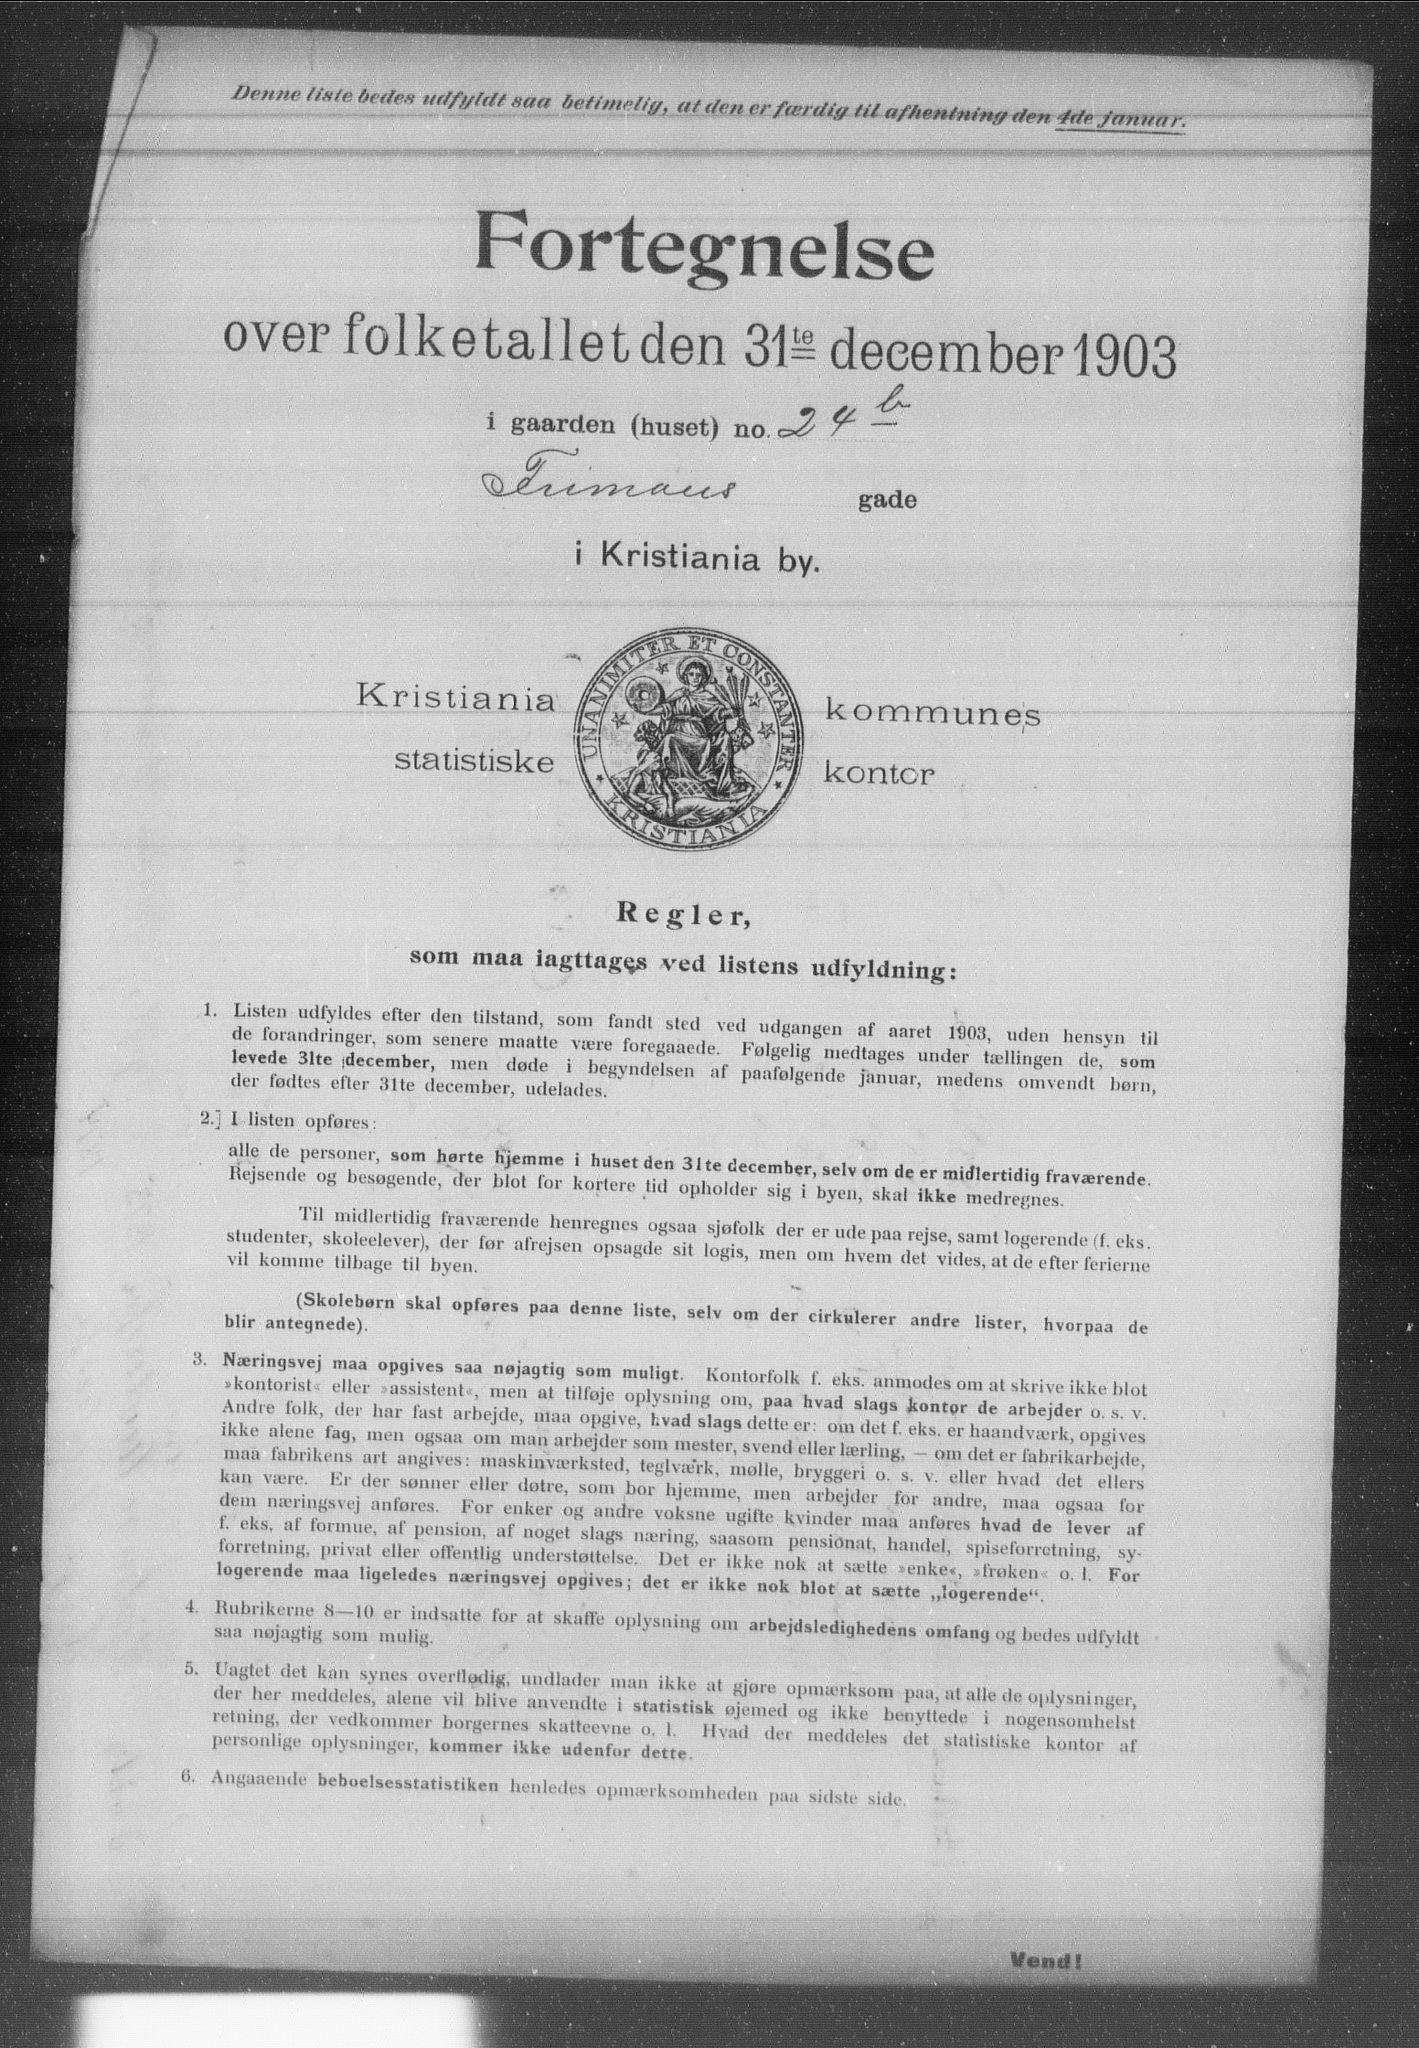 Denne liste bedes udfyldt saa betimelig, at den er færdig til afhentning den 4de januar.
Fortegnelse
over folketallet den 31te december 1903
i gaarden (huset) no. 24 b
Frimans gade
i Kristiania by.
Kristiania kommunes
statistiske kontor
UNANIMITER ET CONSTANTER
KRISTIANIA
Regler,
som maa iagttages ved listens udfyldning:
1. Listen udfyldes efter den tilstand, som fandt sted ved udgangen af aaret 1903, uden hensyn til
de forandringer, som senere maatte være foregaaede. Følgelig medtages under tællingen de, som
levede 31te december, men døde i begyndelsen af paafølgende januar, medens omvendt børn,
der fødtes efter 31te december, udelades.
2. I listen opføres:
alle de personer, som hørte hjemme i huset den 31te december, selv om de er midlertidig fraværende.
Rejsende og besøgende, der blot for kortere tid opholder sig i byen, skal ikke medregnes.
Til midlertidig fraværende henregnes ogsaa sjøfolk der er ude paa rejse, samt logerende (f. eks.
studenter, skoleelever), der før afrejsen opsagde sit logis, men om hvem det vides, at de efter ferierne
vil komme tilbage til byen.
(Skolebørn skal opføres paa denne liste, selv om der cirkulerer andre lister, hvorpaa de
blir antegnede).
3. Næringsvej maa opgives saa nøjagtig som muligt. Kontorfolk f. eks. anmodes om at skrive ikke blot
»kontorist« eller »assistent«, men at tilføje oplysning om, paa hvad slags kontor de arbejder o. s. v.
Andre folk, der har fast arbejde, maa opgive, hvad slags dette er: om det f. eks. er haandværk, opgives
ikke alene fag, men ogsaa om man arbejder som mester, svend eller lærling, — om det er fabrikarbejde,
maa fabrikens art angives: maskinværksted, teglværk, mølle, bryggeri o. s. v. eller hvad det ellers
kan være. Er der sønner eller døtre, som bor hjemme, men arbejder for andre, maa ogsaa for
dem næringsvej anføres. For enker og andre voksne ugifte kvinder maa anføres hvad de lever af
f. eks. af formue, af pension, af noget slags næring, saasom pensionat, handel, spiseforretning, sy-
forretning, privat eller offentlig understøttelse. Det er ikke nok at sætte »enke«, »frøken« o. l. For
logerende maa ligeledes næringsvej opgives; det er ikke nok blot at sætte „logerende“.
4. Rubrikerne 8—10 er indsatte for at skaffe oplysning om arbejdsledighedens omfang og bedes udfyldt
saa nøjagtig som mulig.
5. Uagtet det kan synes overflødig, undlader man ikke at gjøre opmærksom paa, at alle de oplysninger,
der her meddeles, alene vil blive anvendte i statistisk øjemed og ikke benyttede i nogensomhelst
retning, der vedkommer borgernes skatteevne o. l. Hvad der meddeles det statistiske kontor af
personlige oplysninger, kommer ikke udenfor dette.
6. Angaaende beboelsesstatistiken henledes opmærksomheden paa sidste side.
Vend!